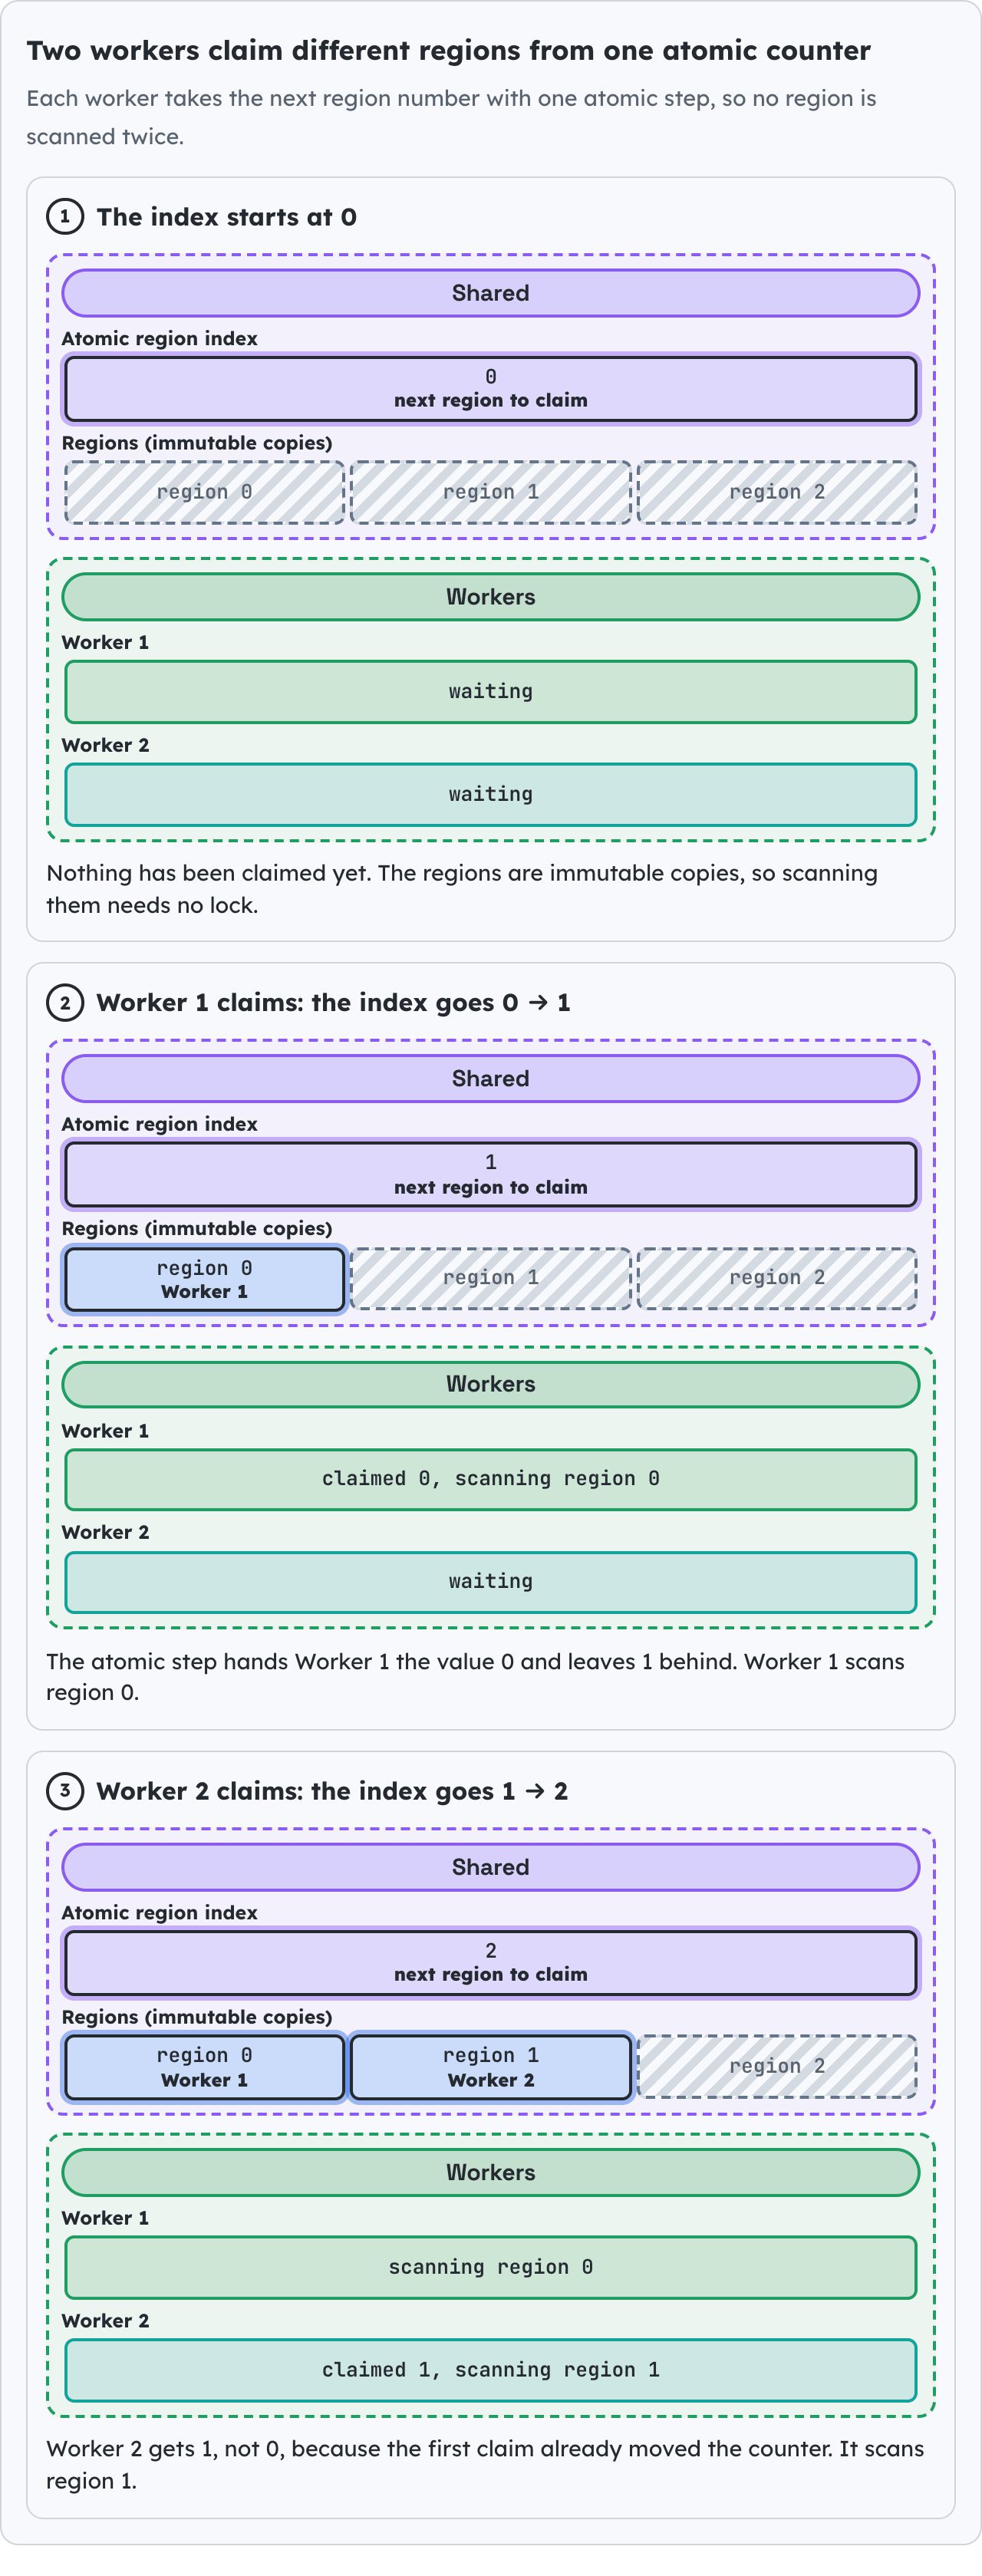 Two workers claim different regions from one atomic counter
Each worker takes the next region number with one atomic step, so no region is
scanned twice.
1 The index starts at 0
Shared
Atomic region index
0
next region to claim
Regions (immutable copies)
region 0 region 1 region 2
Workers
Worker 1
waiting
Worker 2
waiting
Nothing has been claimed yet. The regions are immutable copies, so scanning
them needs no lock.
2 Worker 1 claims: the index goes 0 → 1
Shared
Atomic region index
1
next region to claim
Regions (immutable copies)
region 0 region 1 region 2
Worker 1
Workers
Worker 1
claimed 0, scanning region 0
Worker 2
waiting
The atomic step hands Worker 1 the value 0 and leaves 1 behind. Worker 1 scans
region 0.
3 Worker 2 claims: the index goes 1 → 2
Shared
Atomic region index
2
next region to claim
Regions (immutable copies)
region 0 region 1 region 2
Worker 1 Worker 2
Workers
Worker 1
scanning region 0
Worker 2
claimed 1, scanning region 1
Worker 2 gets 1, not 0, because the first claim already moved the counter. It scans
region 1.